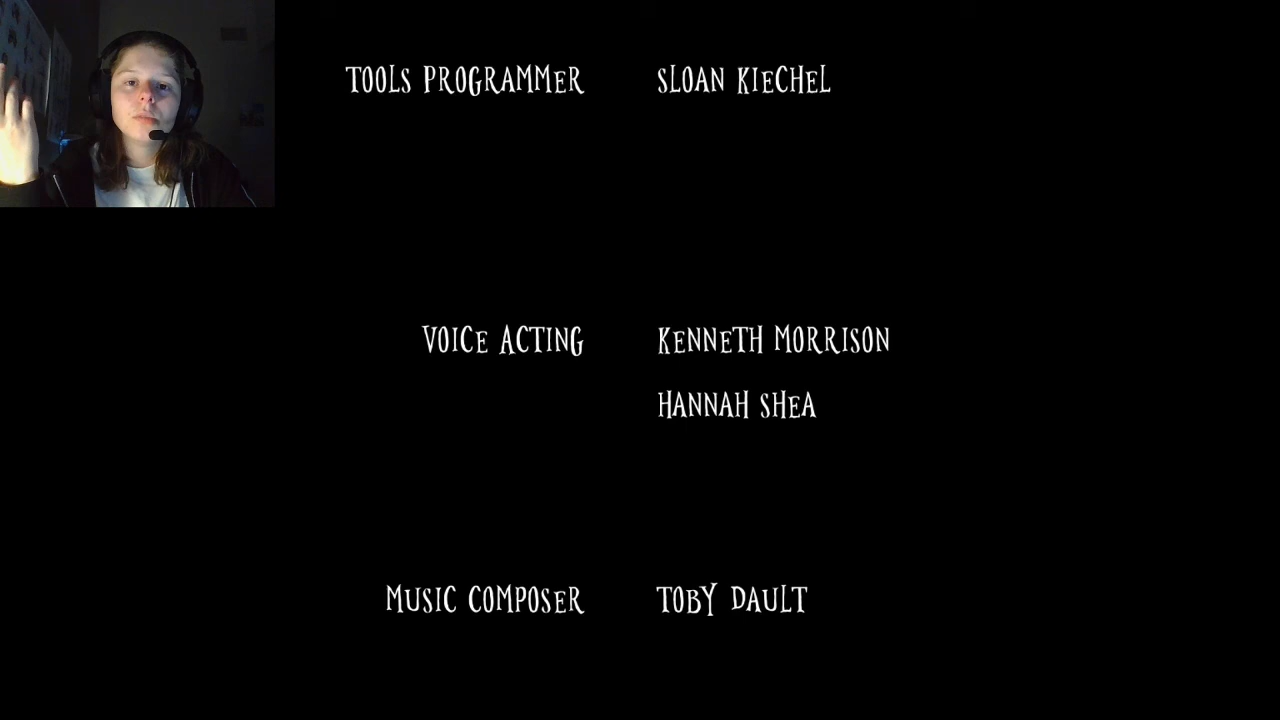 TOOLS PROGRAMMER SLOAN KIECHEL
VOICE ACTING KENNETH MORRISON
HANNAH SHEA
MUSIC COMPOSER TOBY DAULT